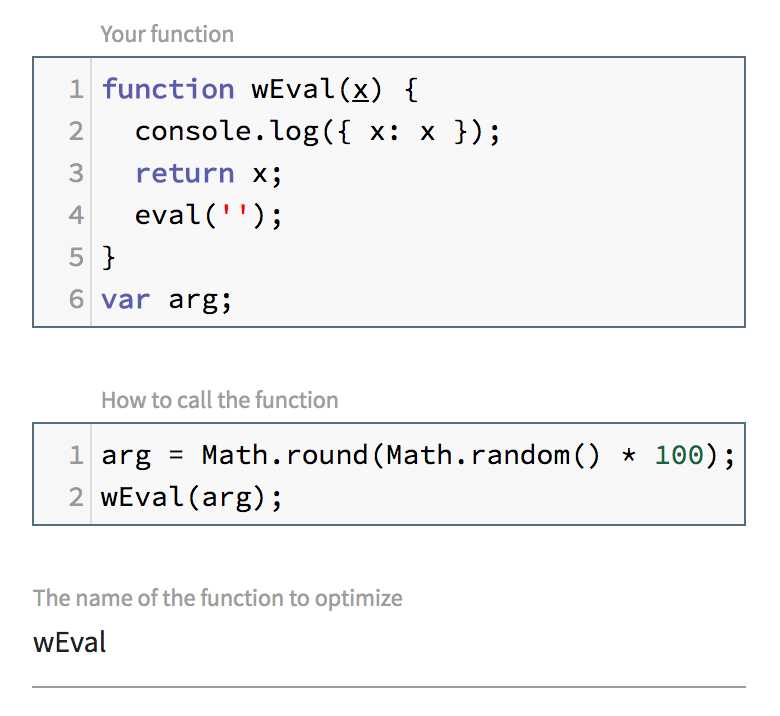 Your function
1 function wEval(x) {
2   console.log({ x: x });
3   return x;
4   eval('');
5 }
6 var arg;
How to call the function
1 arg = Math.round(Math.random() * 100);
2 wEval(arg);
The name of the function to optimize
wEval